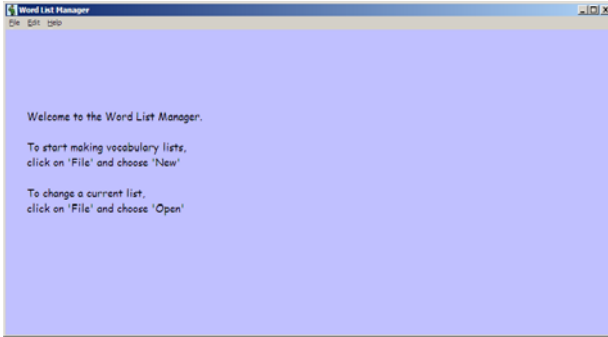 Word List Manager
File Edit Help
Welcome to the Word List Manager.
To start making vocabulary lists,
click on 'File' and choose 'New'
To change a current list,
click on 'File' and choose 'Open'